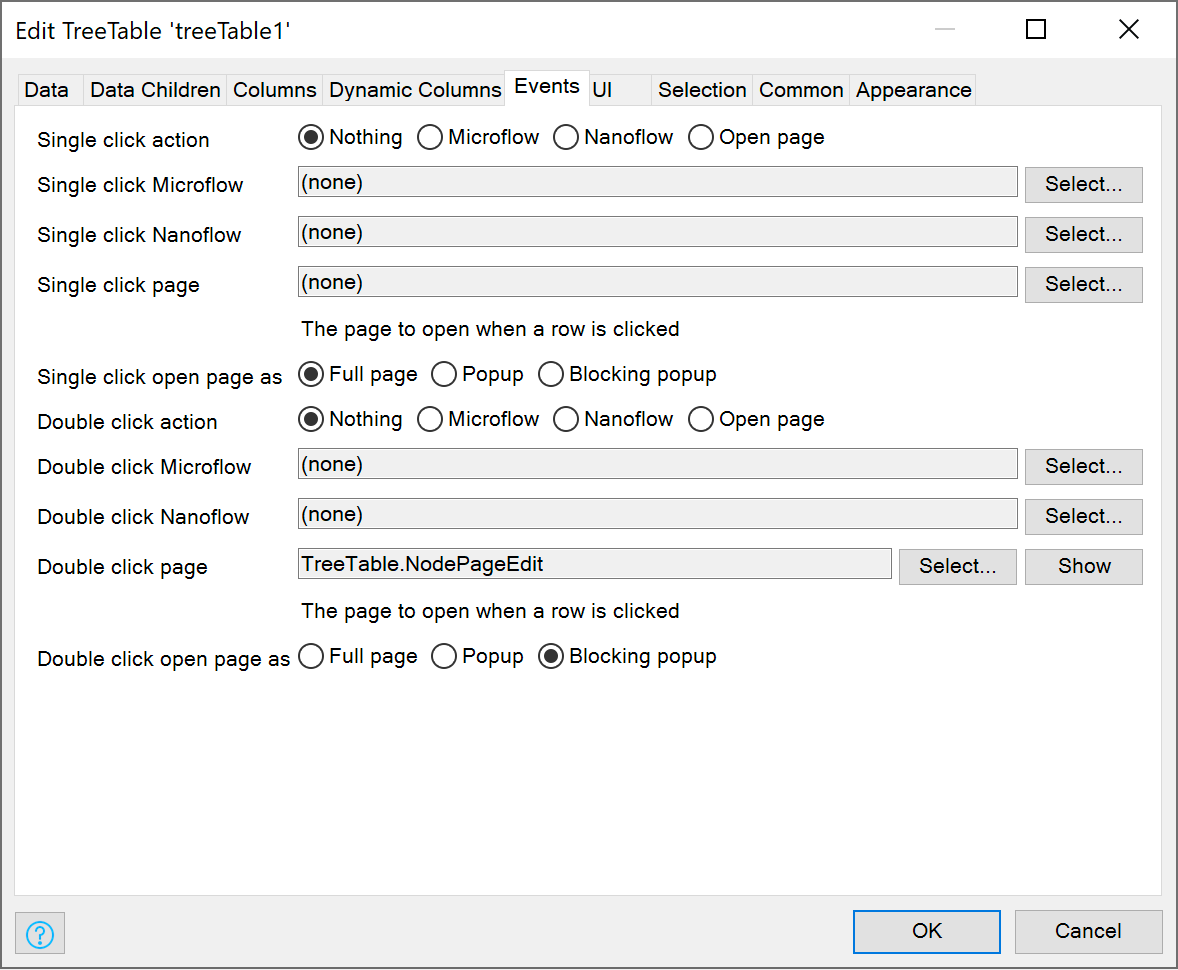 Edit TreeTable 'treeTable1'
Data Data Children Columns Dynamic Columns Events UI Selection Common Appearance
Single click action Nothing Microflow Nanoflow Open page
Single click Microflow (none) Select...
Single click Nanoflow (none) Select...
Single click page (none) Select...
The page to open when a row is clicked
Single click open page as Full page Popup Blocking popup
Double click action Nothing Microflow Nanoflow Open page
Double click Microflow (none) Select...
Double click Nanoflow (none) Select...
Double click page TreeTable.NodePageEdit Select... Show
The page to open when a row is clicked
Double click open page as Full page Popup Blocking popup
? OK Cancel